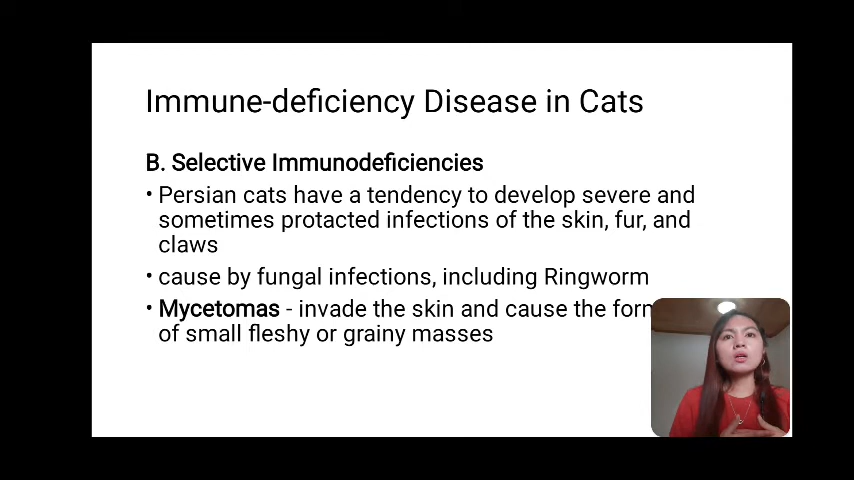 Immune-deficiency Disease in Cats
B. Selective Immunodeficiencies
• Persian cats have a tendency to develop severe and
sometimes protacted infections of the skin, fur, and
claws
• cause by fungal infections, including Ringworm
• Mycetomas - invade the skin and cause the
of small fleshy or grainy masses